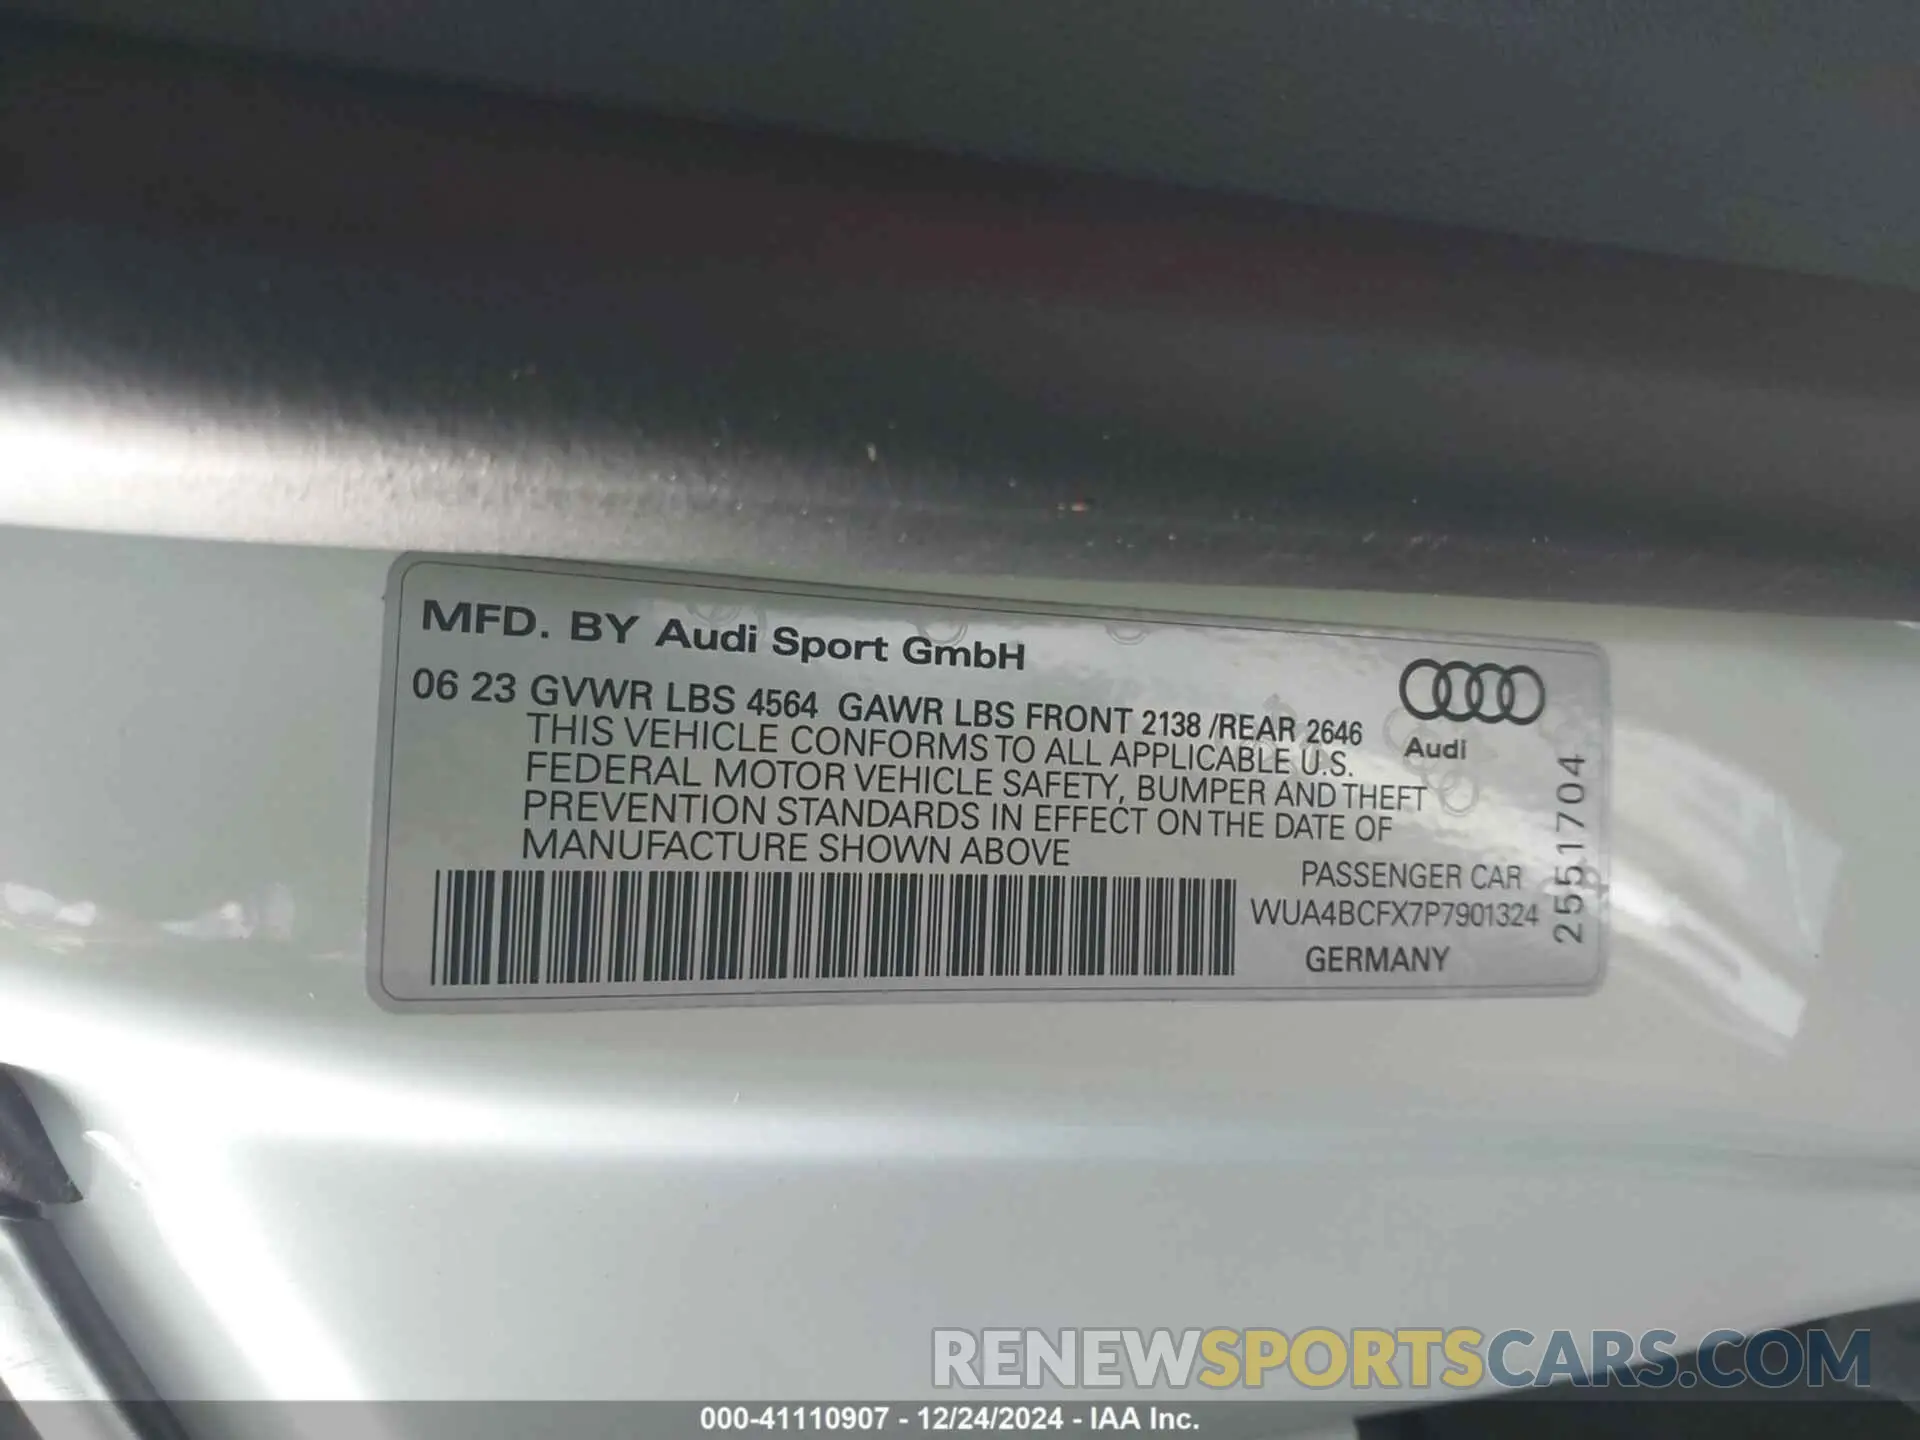 MFD. BY Audi Sport GmbH
06 23 GVWR LBS 4564 GAWR LBS FRONT 2138 /REAR 2646
THIS VEHICLE CONFORMS TO ALL APPLICABLE U.S.
FEDERAL MOTOR VEHICLE SAFETY, BUMPER AND THEFT
PREVENTION STANDARDS IN EFFECT ON THE DATE OF
MANUFACTURE SHOWN ABOVE
Audi
PASSENGER CAR
WUA4BCFX7P7901324
GERMANY
2551704
RENEWSPORTSCARS.COM
000-41110907 - 12/24/2024 - IAA Inc.